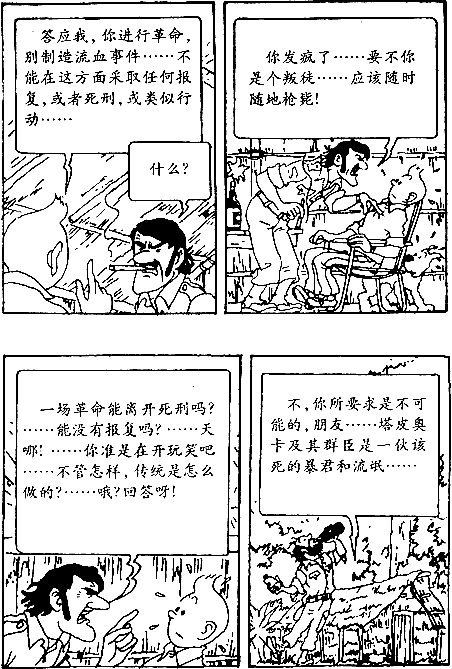 答应我，你进行革命，
别制造流血事件……不
能在这方面采取任何报
复，或者死刑，或类似行
动……
什么？
你发疯了……要不你
是个叛徒……应该随时
随地枪毙！
一场革命能离开死刑吗？
……能没有报复吗？……天
哪！……你准是在开玩笑吧
……不管怎样，传统是怎么
做的？……哦？回答呀！
不，你所要求是不可
能的，朋友……塔皮奥
卡及其群臣是一伙该
死的暴君和流氓……